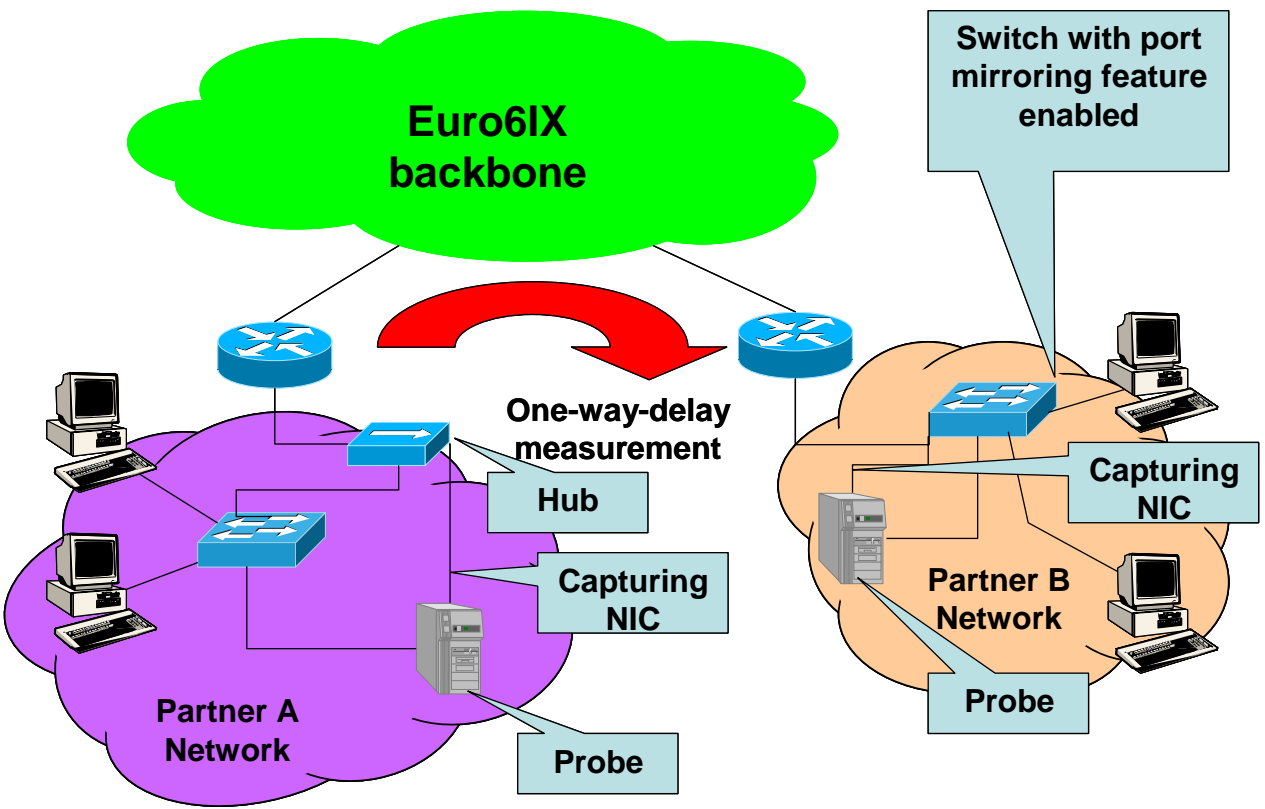 Euro6IX
backbone
Switch with port
mirroring feature
enabled
One-way-delay
measurement
Hub
Capturing
NIC
Capturing
NIC
Partner B
Network
Probe
Partner A
Network
Probe